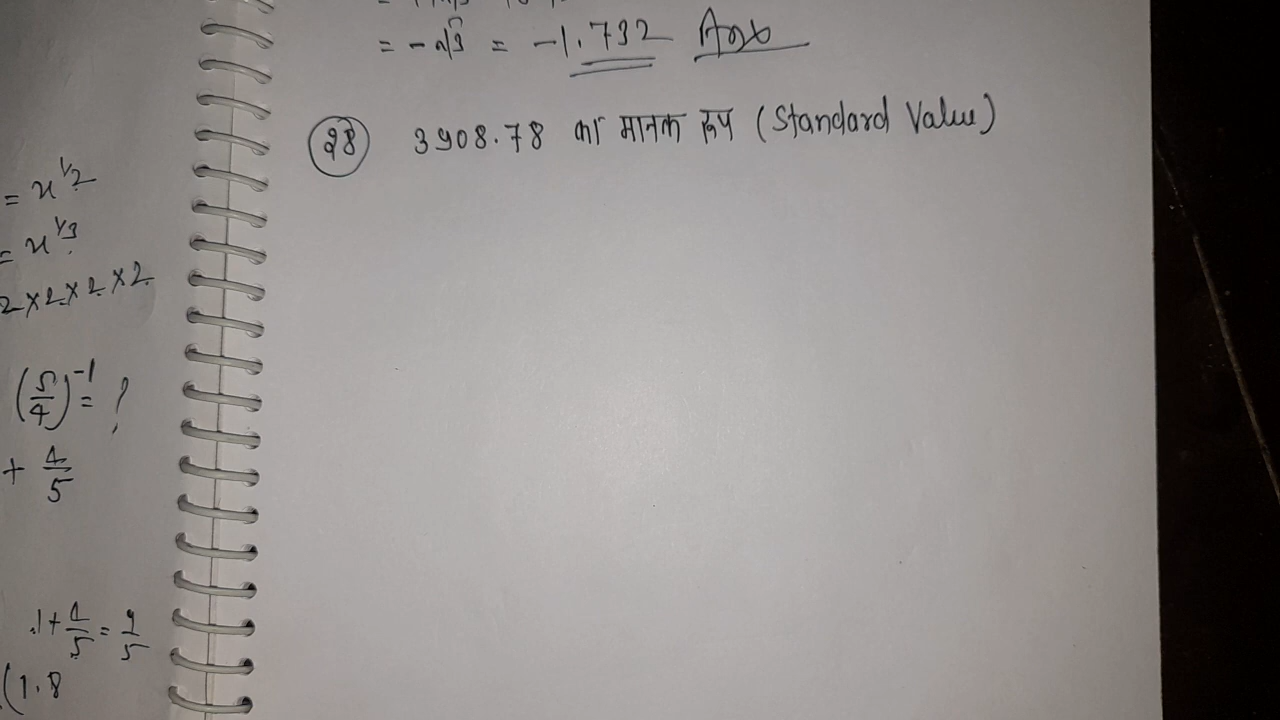 = -√3 = -1.732 Ans
28 3908.78 का मानक रूप (Standard Value)
= x^1/2
= x^1/3
2×2×2×2
(5/4)^-1 = ?
+ 4/5
1+4/5=9/5
(1.8